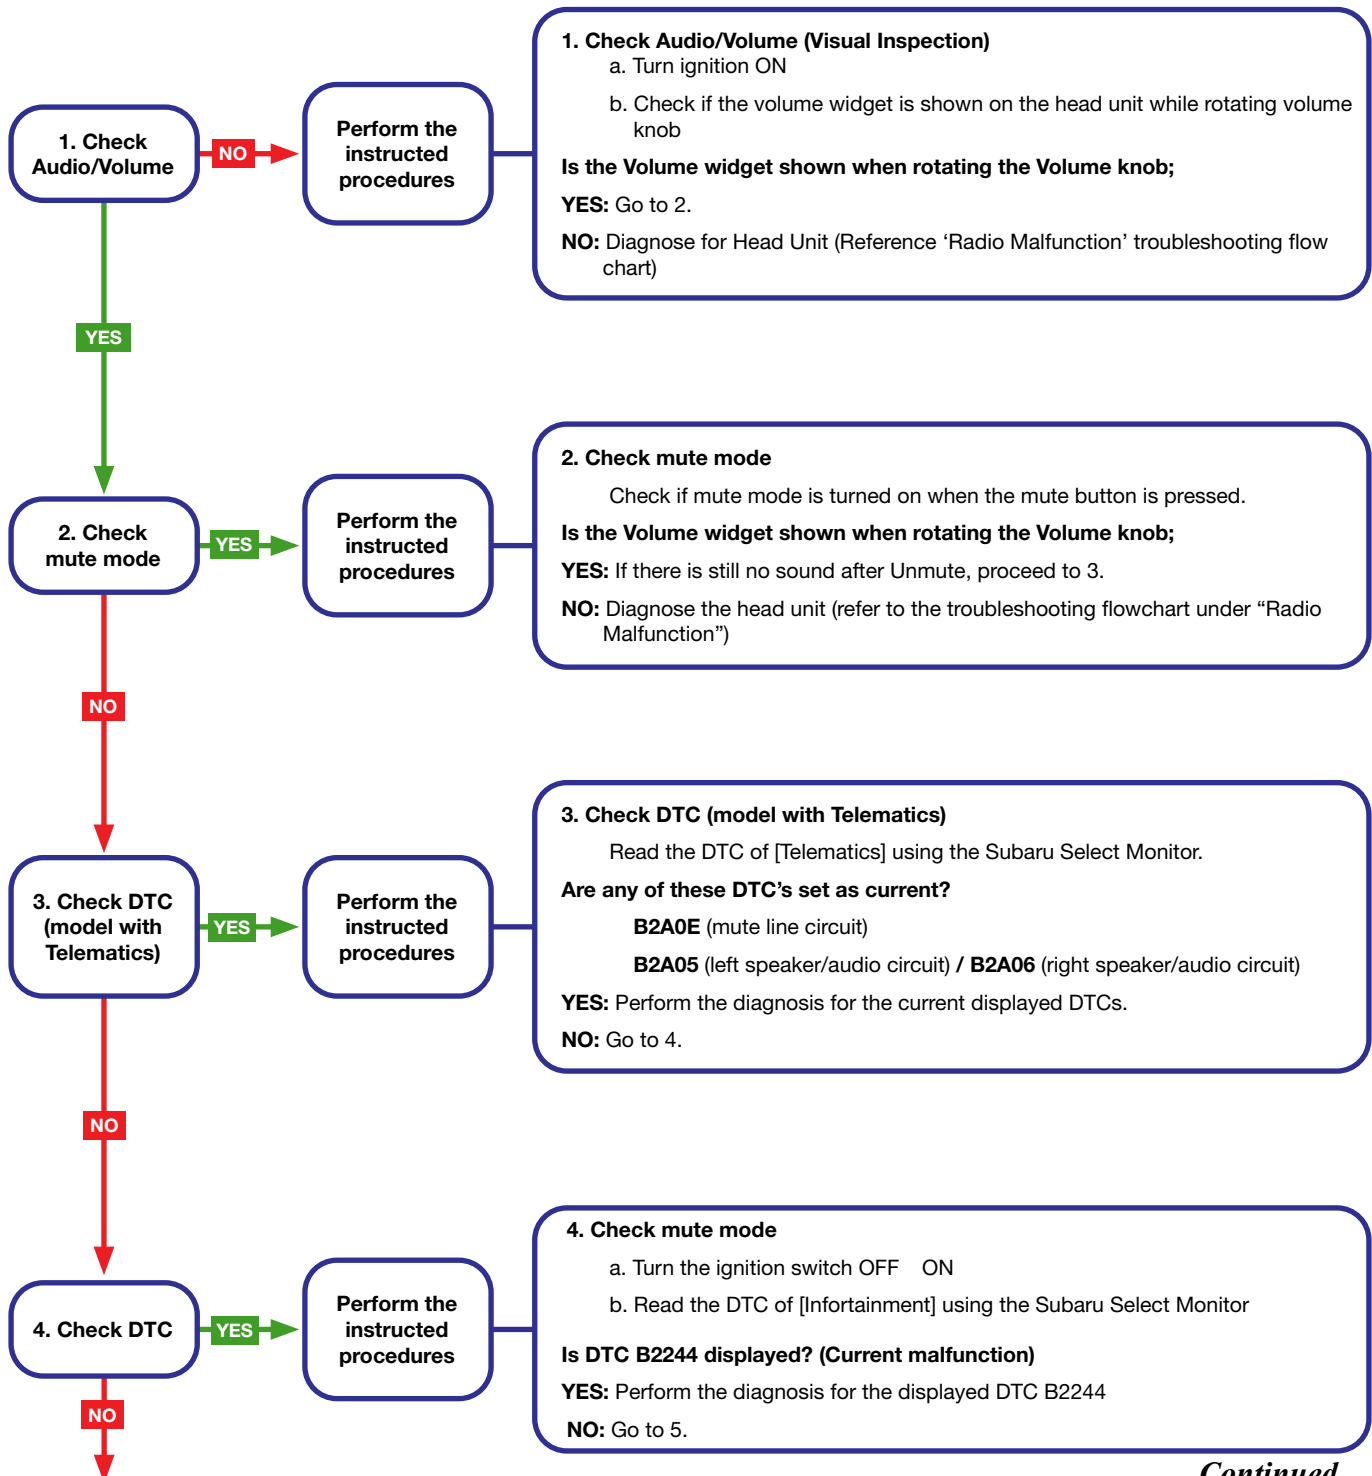 1. Check
Audio/Volume
NO
Perform the
instructed
procedures
1. Check Audio/Volume (Visual Inspection)
a. Turn ignition ON
b. Check if the volume widget is shown on the head unit while rotating volume
knob
Is the Volume widget shown when rotating the Volume knob;
YES: Go to 2.
NO: Diagnose for Head Unit (Reference ‘Radio Malfunction’ troubleshooting flow
chart)
YES
2. Check
mute mode
YES
Perform the
instructed
procedures
2. Check mute mode
Check if mute mode is turned on when the mute button is pressed.
Is the Volume widget shown when rotating the Volume knob;
YES: If there is still no sound after Unmute, proceed to 3.
NO: Diagnose the head unit (refer to the troubleshooting flowchart under “Radio
Malfunction”)
NO
3. Check DTC
(model with
Telematics)
YES
Perform the
instructed
procedures
3. Check DTC (model with Telematics)
Read the DTC of [Telematics] using the Subaru Select Monitor.
Are any of these DTC’s set as current?
B2A0E (mute line circuit)
B2A05 (left speaker/audio circuit) / B2A06 (right speaker/audio circuit)
YES: Perform the diagnosis for the current displayed DTCs.
NO: Go to 4.
NO
4. Check DTC
YES
Perform the
instructed
procedures
4. Check mute mode
a. Turn the ignition switch OFF ON
b. Read the DTC of [Infortainment] using the Subaru Select Monitor
Is DTC B2244 displayed? (Current malfunction)
YES: Perform the diagnosis for the displayed DTC B2244
NO: Go to 5.
NO
Continued